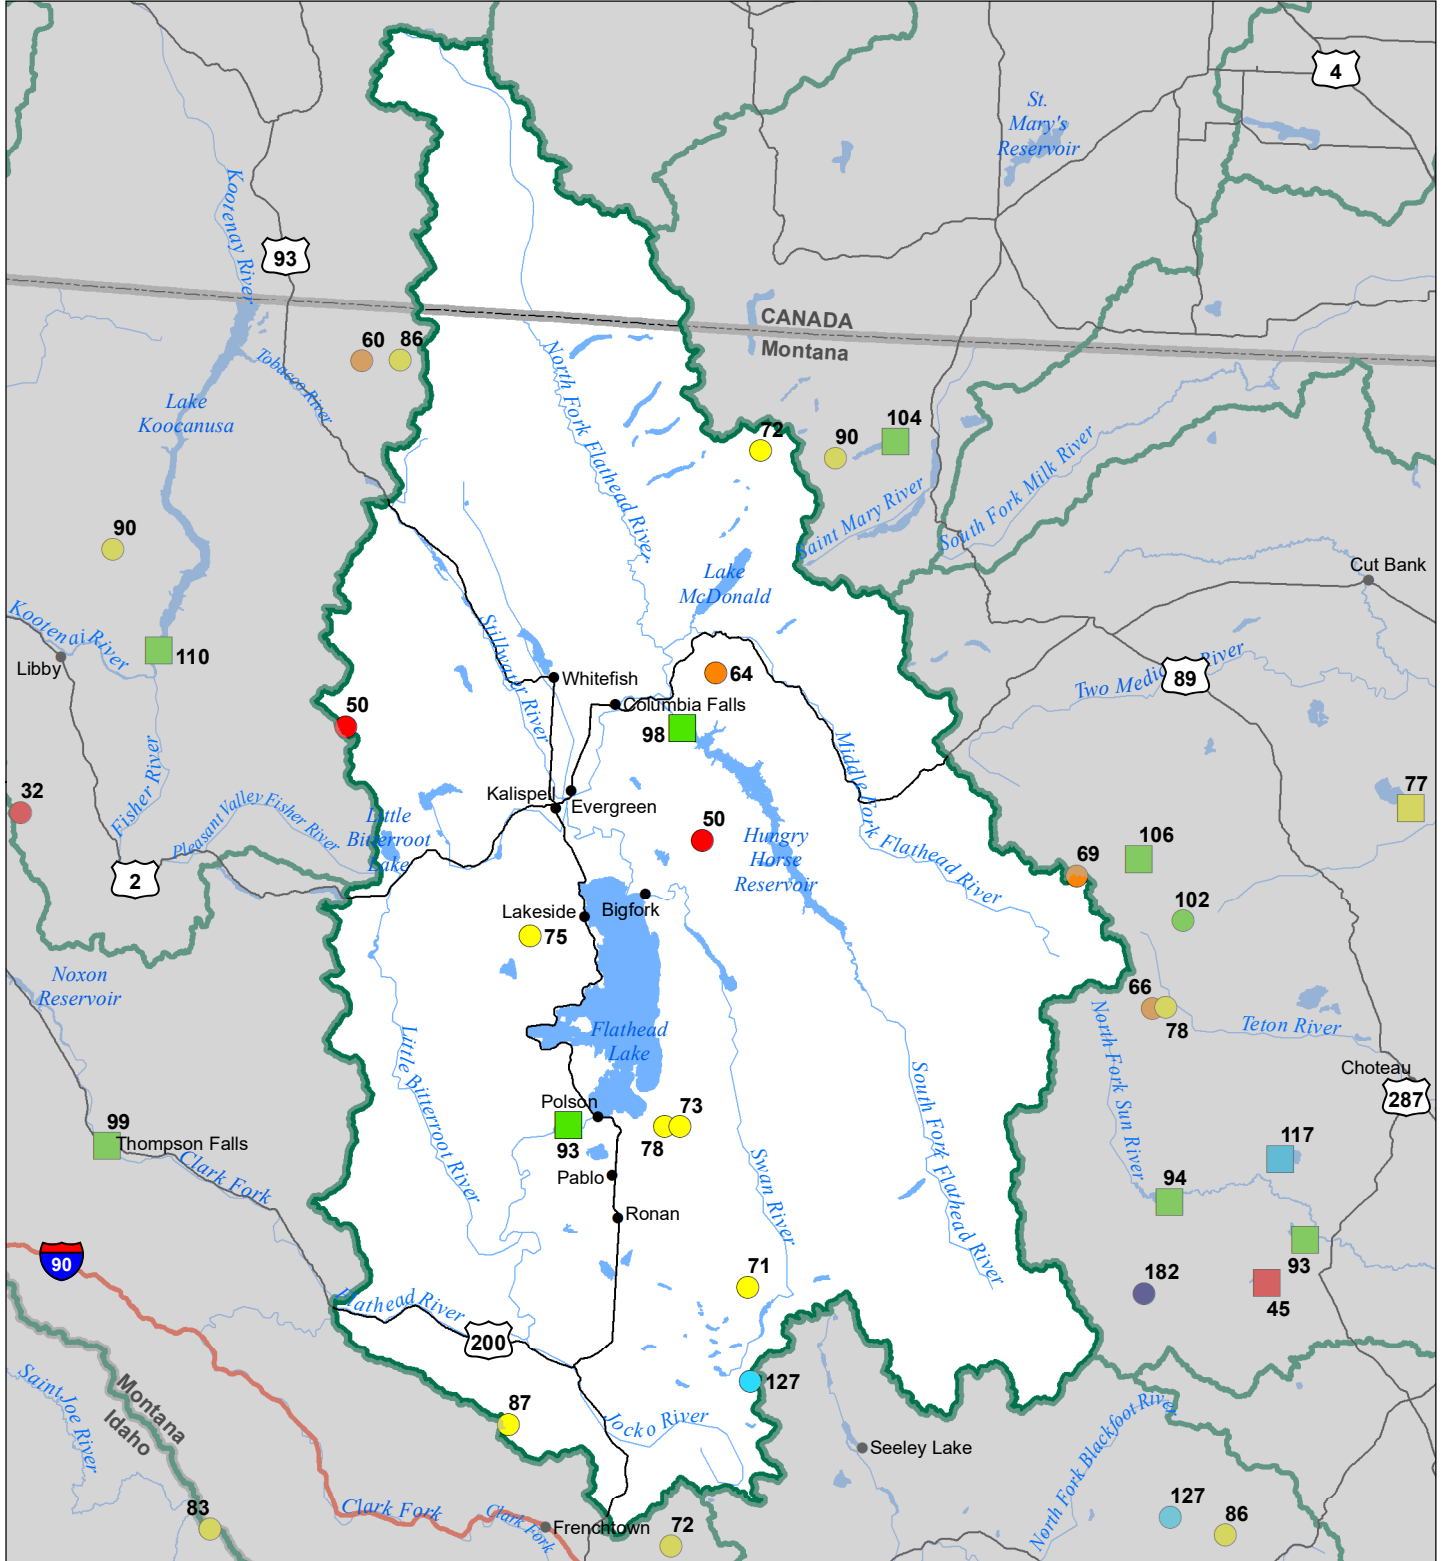 4
St.
Mary's
Reservoir
Kootenay River
93
CANADA
Montana
60
86
Tobacco River
North Fork Flathead River
Lake
Koocanusa
72
90
104
Saint Mary River
South Fork Milk River
90
Cut Bank
Lake
McDonald
Kootenai River
Libby
110
Stillwater River
Whitefish
64
Two Medic River
89
50
Columbia Falls
98
Middle Fork Flathead River
Fisher River
32
Pleasant Valley Fisher River
Little
Bitterroot
Lake
Kalispell
Evergreen
77
50
Hungry
Horse
Reservoir
106
2
69
102
Lakeside
Bigfork
75
Noxon
Reservoir
66
78
North Fork Sun River
Teton River
Flathead
Lake
Little Bitterroot River
South Fork Flathead River
Choteau
287
Polson
93
78
73
99
Thompson Falls
Clark Fork
Swan River
117
Pablo
94
Ronan
93
90
71
182
45
Flathead River
200
127
87
Jocko River
Saint Joe River
Montana
Idaho
North Fork Blackfoot River
Seeley Lake
83
Clark Fork
Clark Fork
Frenchtown
72
127
86